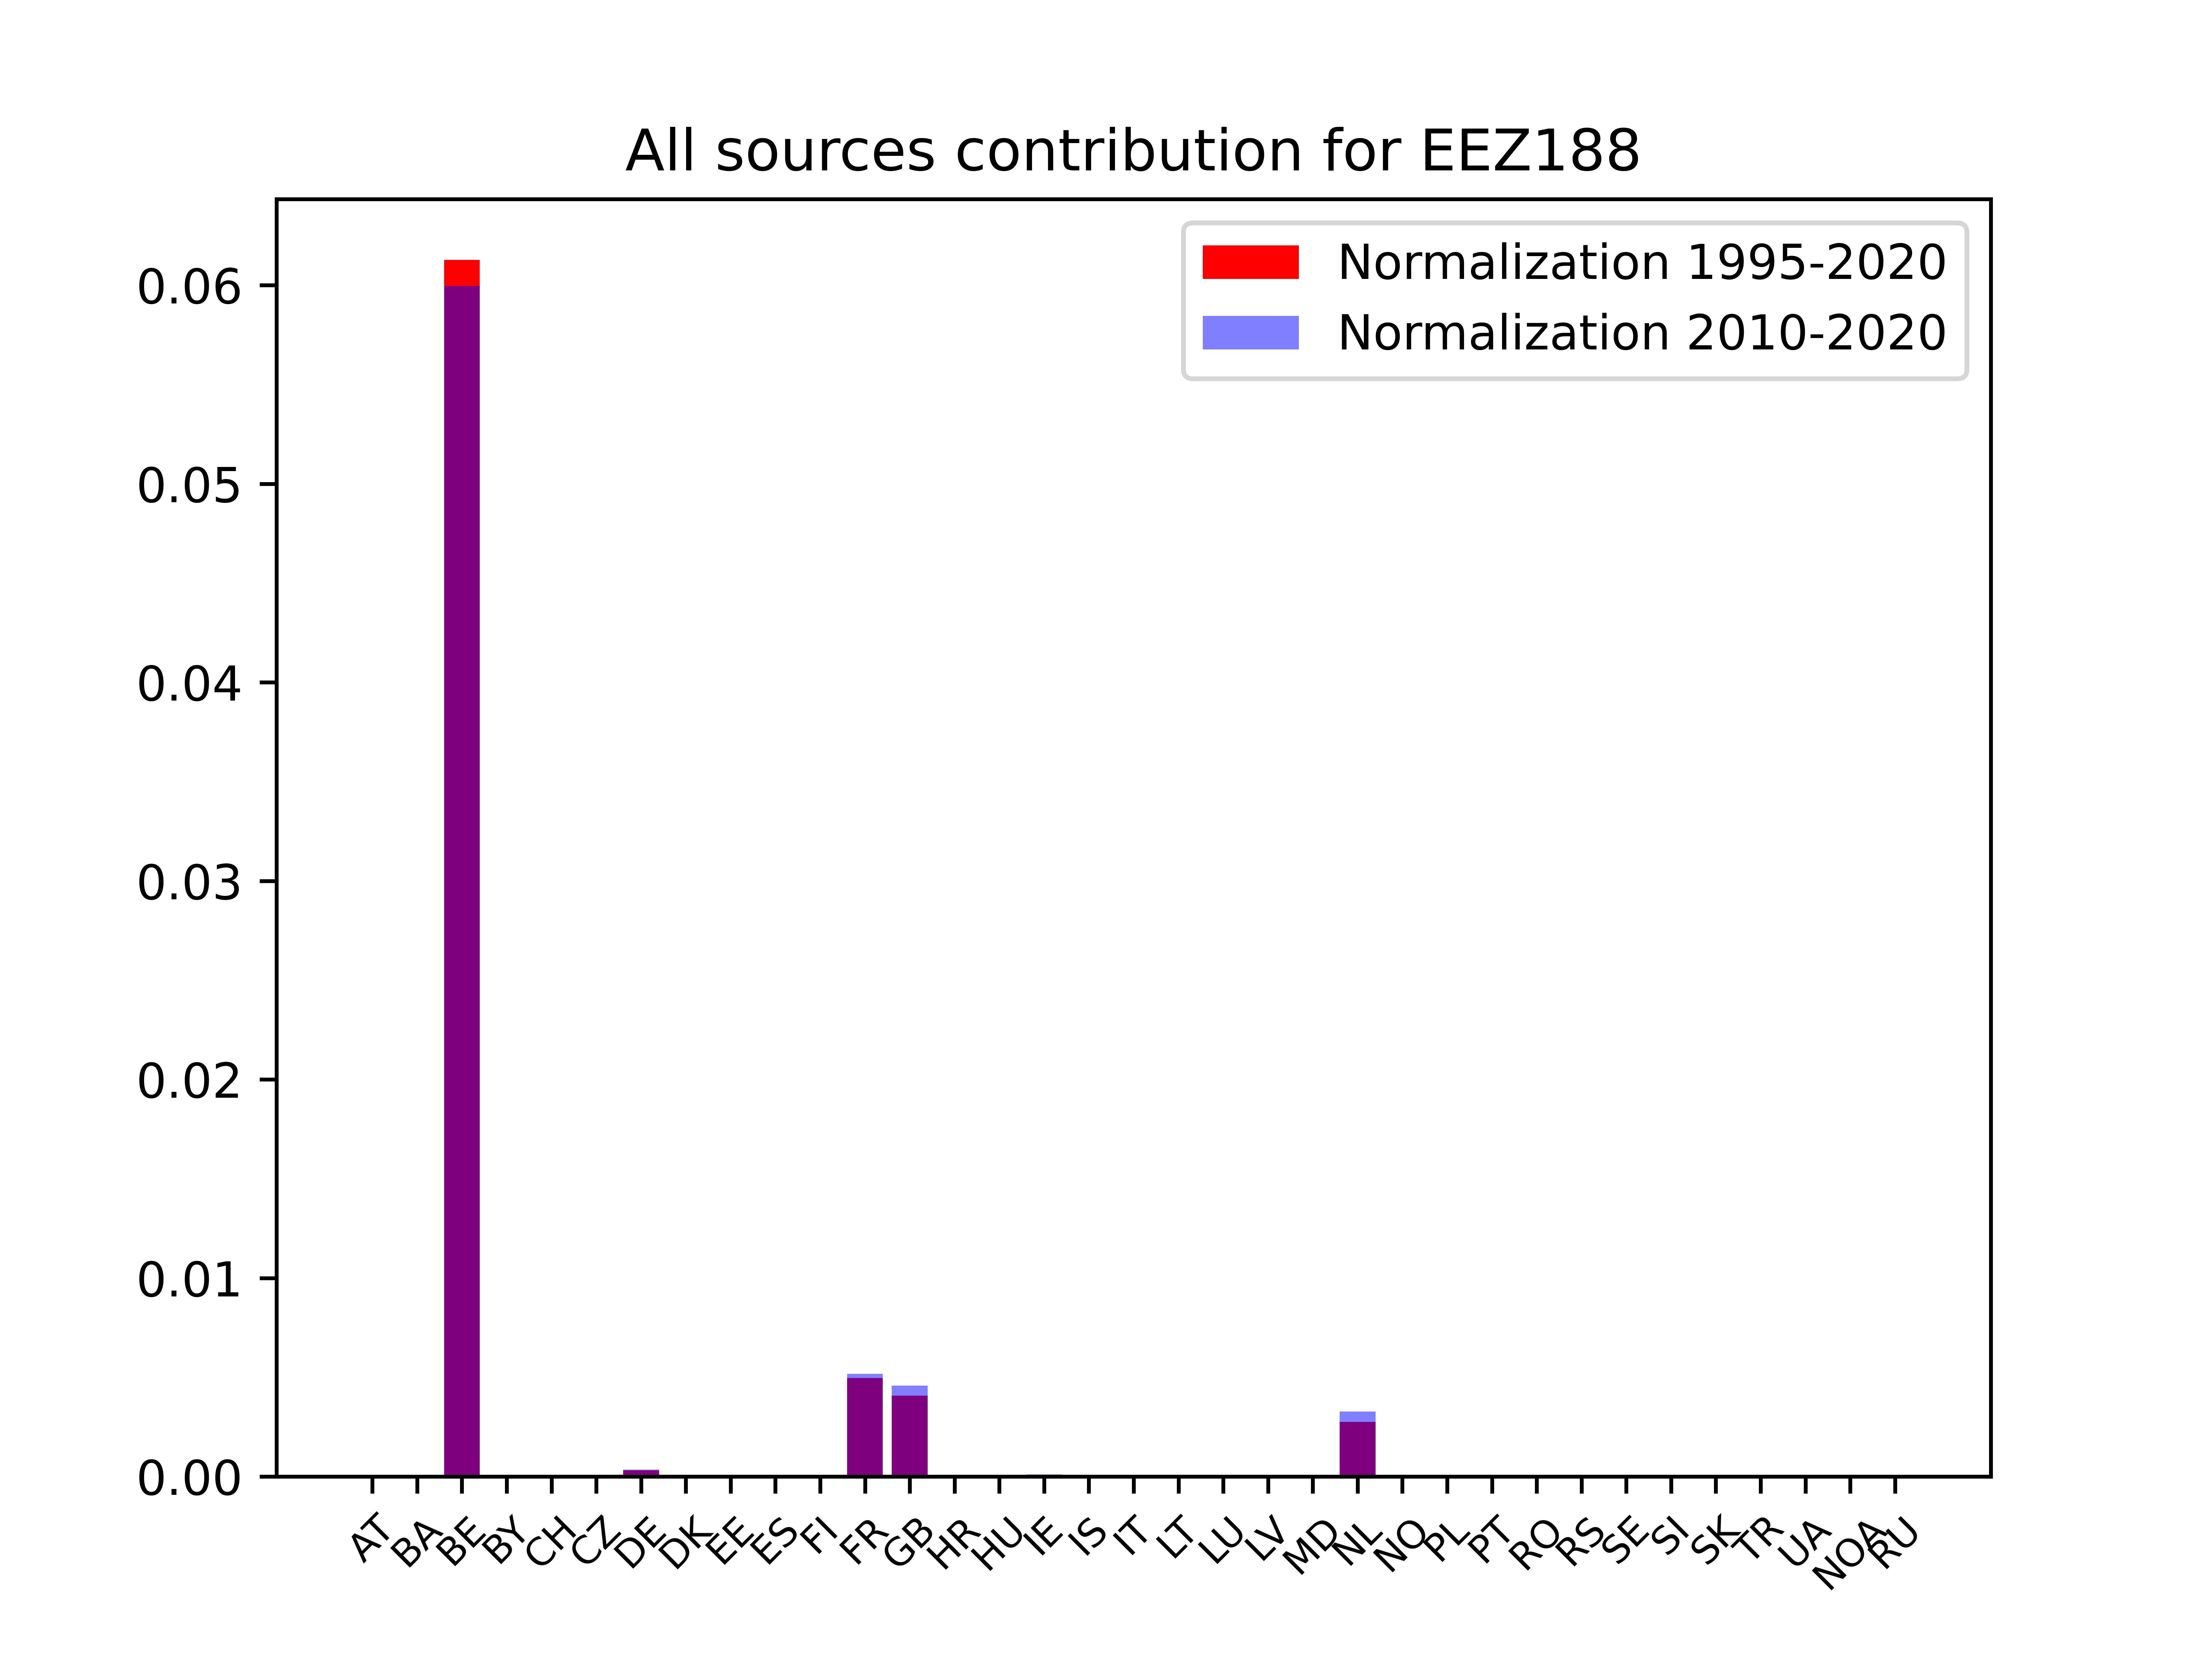 All sources contribution for EEZ188
Normalization 1995-2020
Normalization 2010-2020
0.06
0.05
0.04
0.03
0.02
0.01
0.00
AT BA BE BY CH CZ DE DK EE ES FI FR GB HR HU IE IS IT LT LU LV MD NL NO PL PT RO RS SE SI SK TR UA NOA RU